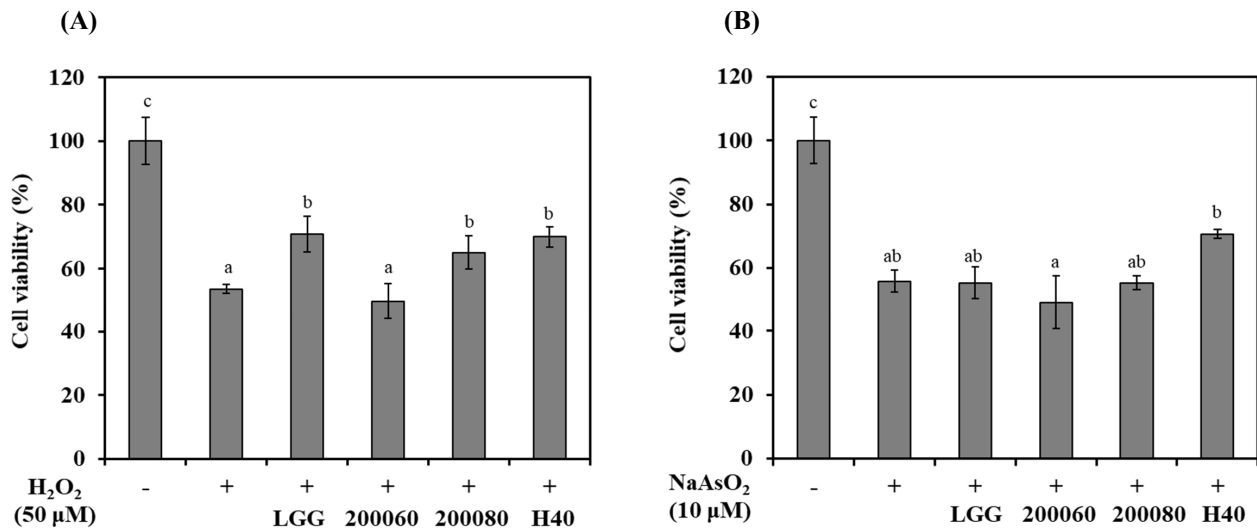 (A)
120
100
80
60
40
20
0
Cell viability (%)
c
a
b
a
b
b
H₂O₂ - + + + + +
(50 μM) LGG 200060 200080 H40
(B)
120
100
80
60
40
20
0
Cell viability (%)
c
ab
ab
a
ab
b
NaAsO₂ - + + + + +
(10 μM) LGG 200060 200080 H40